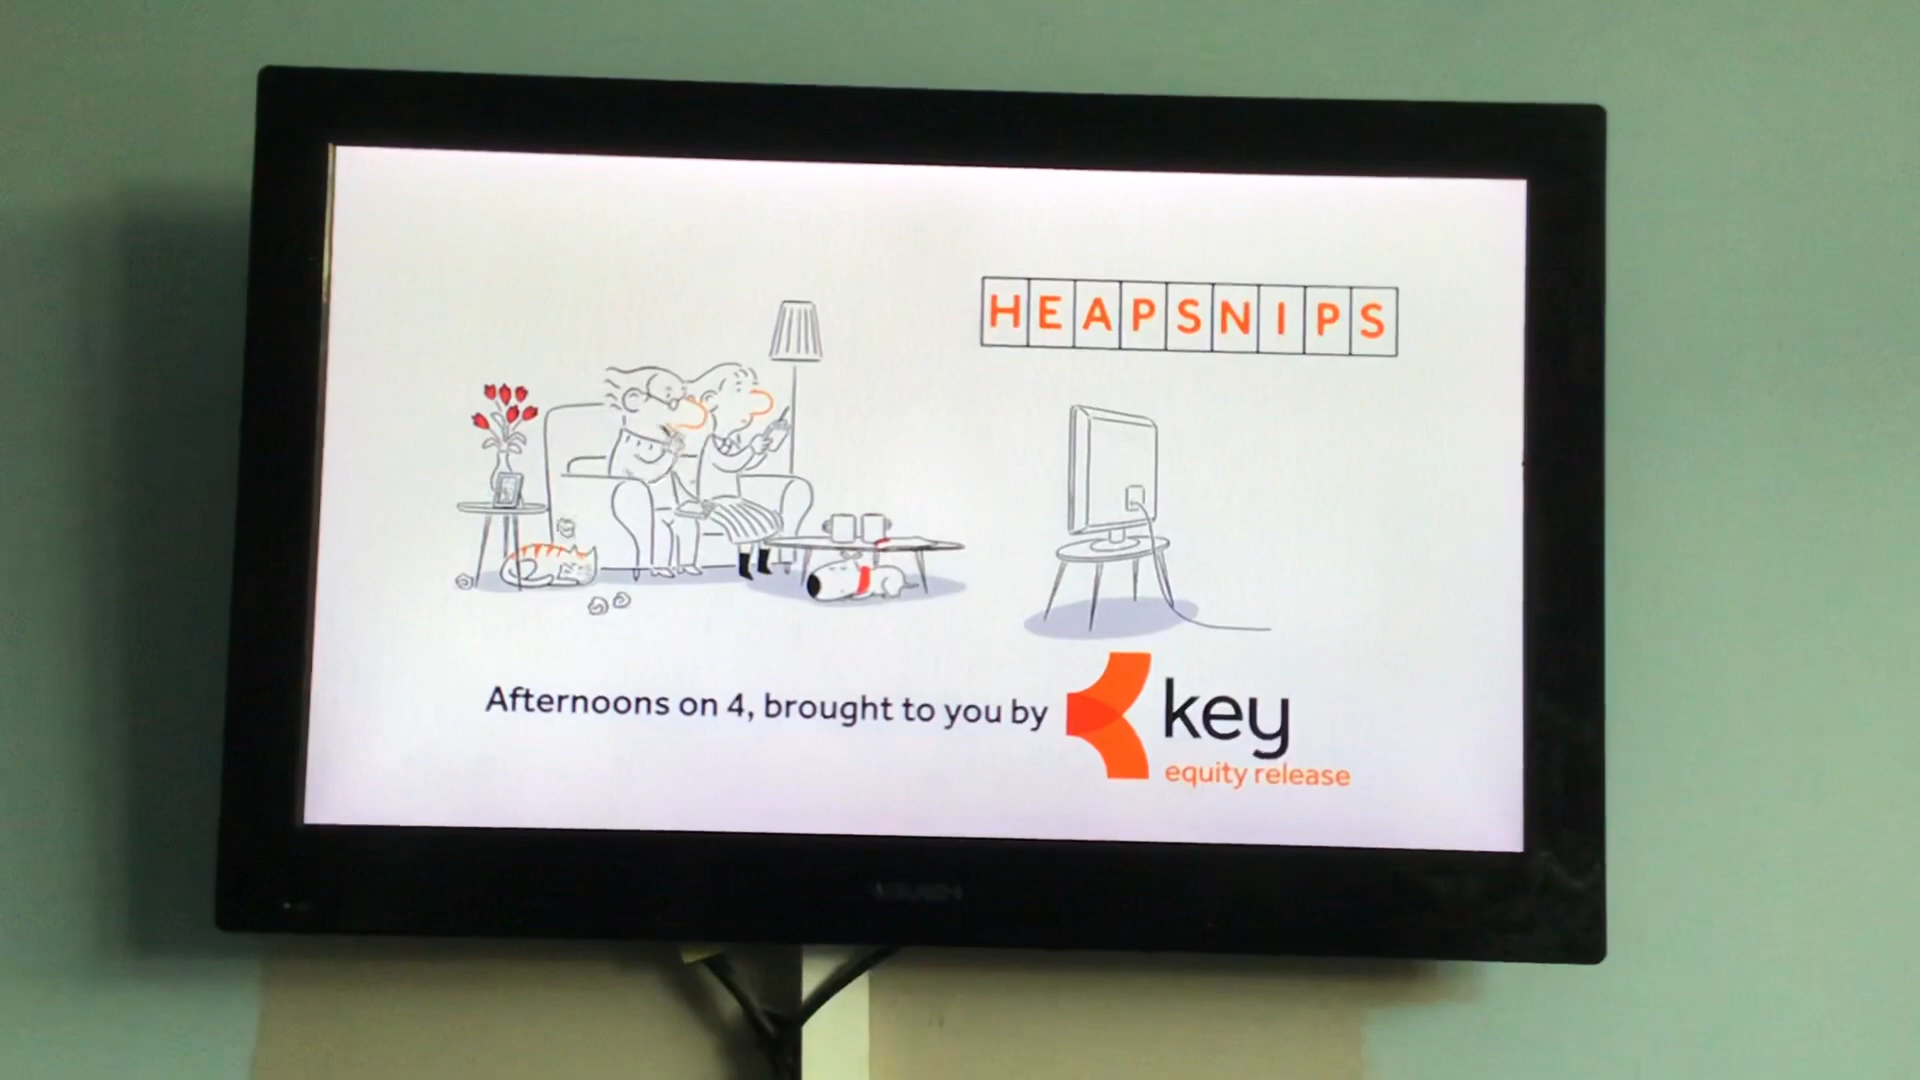 HEAPSNIPS
Afternoons on 4, brought to you by
key
equity release